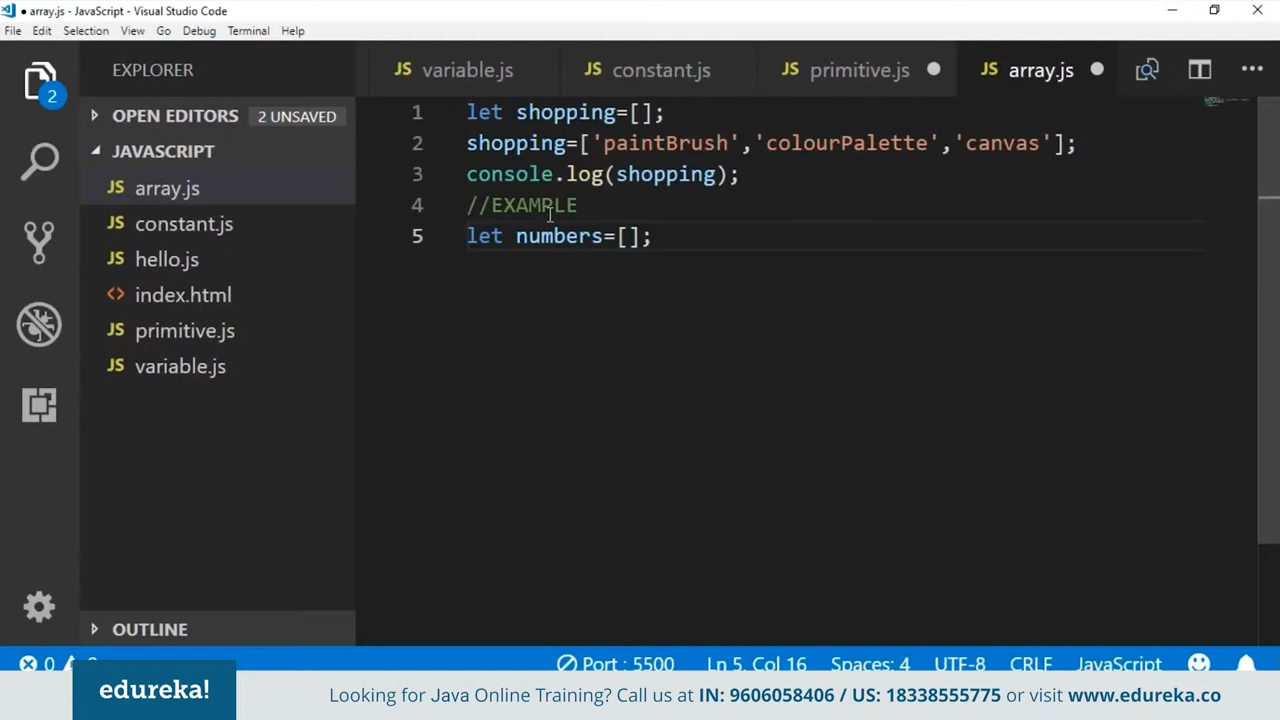 array.js - JavaScript - Visual Studio Code
File Edit Selection View Go Debug Terminal Help
2
EXPLORER
OPEN EDITORS 2 UNSAVED
JAVASCRIPT
JS array.js
JS constant.js
JS hello.js
<> index.html
JS primitive.js
JS variable.js
OUTLINE
JS variable.js JS constant.js JS primitive.js JS array.js
1 let shopping=[];
2 shopping=['paintBrush','colourPalette','canvas'];
3 console.log(shopping);
4 //EXAMPLE
5 let numbers=[];
0 Port : 5500 Ln 5, Col 16 Spaces: 4 UTF-8 CRLF JavaScript
edureka! Looking for Java Online Training? Call us at IN: 9606058406 / US: 18338555775 or visit www.edureka.co